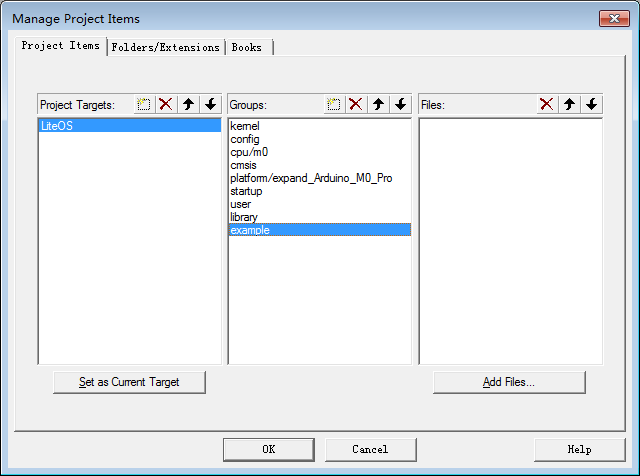 Manage Project Items
Project Items Folders/Extensions Books
Project Targets: Groups: Files:
LiteOS
kernel
config
cpu/m0
cmsis
platform/expand_Arduino_M0_Pro
startup
user
library
example
Set as Current Target Add Files...
OK Cancel Help